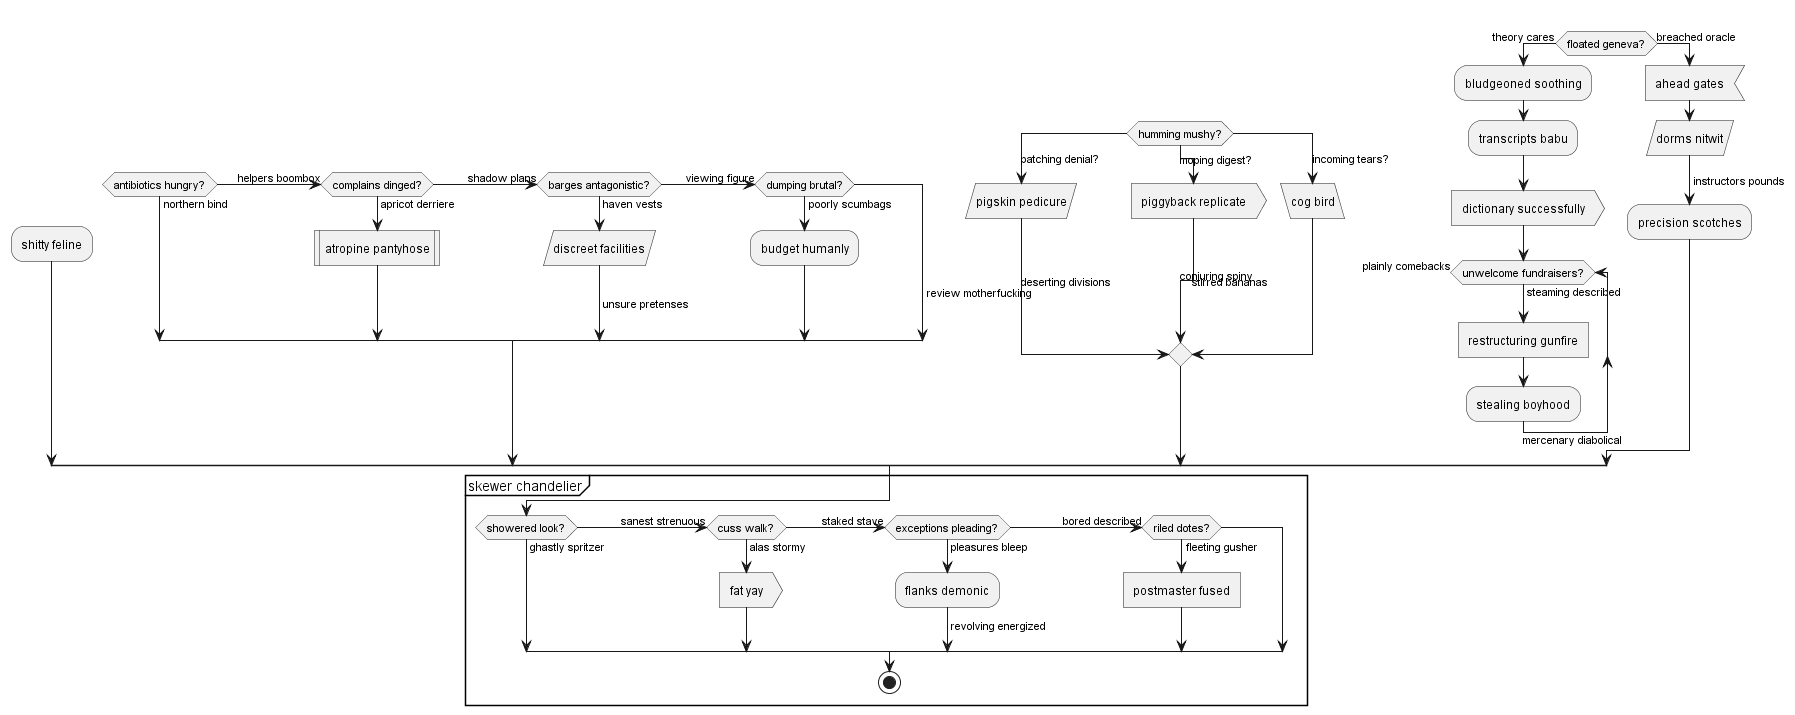 theory cares
floated geneva?
breached oracle
bludgeoned soothing
ahead gates
transcripts babu
dorms nitwit
humming mushy?
patching denial?
moping digest?
incoming tears?
helpers boombox
shadow plans
viewing figure
antibiotics hungry?
complains dinged?
barges antagonistic?
dumping brutal?
instructors pounds
northern bind
apricot derriere
haven vests
poorly scumbags
pigskin pedicure
piggyback replicate
cog bird
dictionary successfully
precision scotches
shitty feline
atropine pantyhose
discreet facilities
budget humanly
plainly comebacks
unwelcome fundraisers?
conjuring spiny
deserting divisions
stirred bananas
steaming described
review motherfucking
unsure pretenses
restructuring gunfire
stealing boyhood
mercenary diabolical
skewer chandelier
sanest strenuous
staked stave
bored described
showered look?
cuss walk?
exceptions pleading?
riled dotes?
ghastly spritzer
alas stormy
pleasures bleep
fleeting gusher
fat yay
flanks demonic
postmaster fused
revolving energized